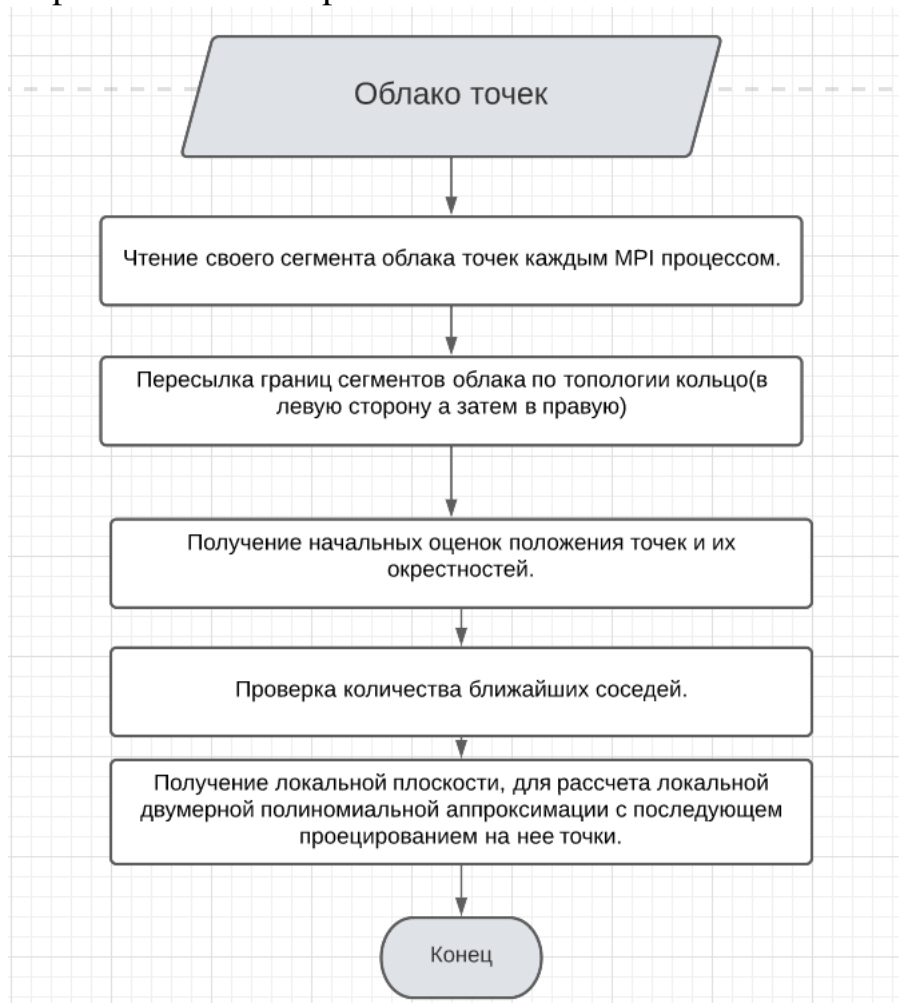 Облако точек
Чтение своего сегмента облака точек каждым MPI процессом.
Пересылка границ сегментов облака по топологии кольцо(в
левую сторону а затем в правую)
Получение начальных оценок положения точек и их
окрестностей.
Проверка количества ближайших соседей.
Получение локальной плоскости, для рассчета локальной
двумерной полиномиальной аппроксимации с последующем
проецированием на нее точки.
Конец